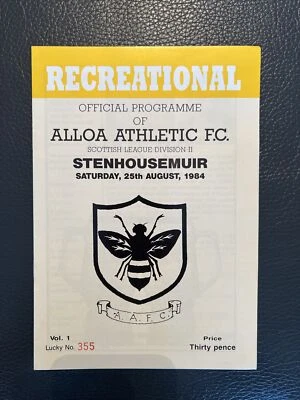 RECREATIONAL
OFFICIAL PROGRAMME
OF
ALLOA ATHLETIC F.C.
SCOTTISH LEAGUE DIVISION II
STENHOUSEMUIR
SATURDAY, 25th AUGUST, 1984
A.A.F.C.
Vol. 1
Price
Lucky No. 355
Thirty pence